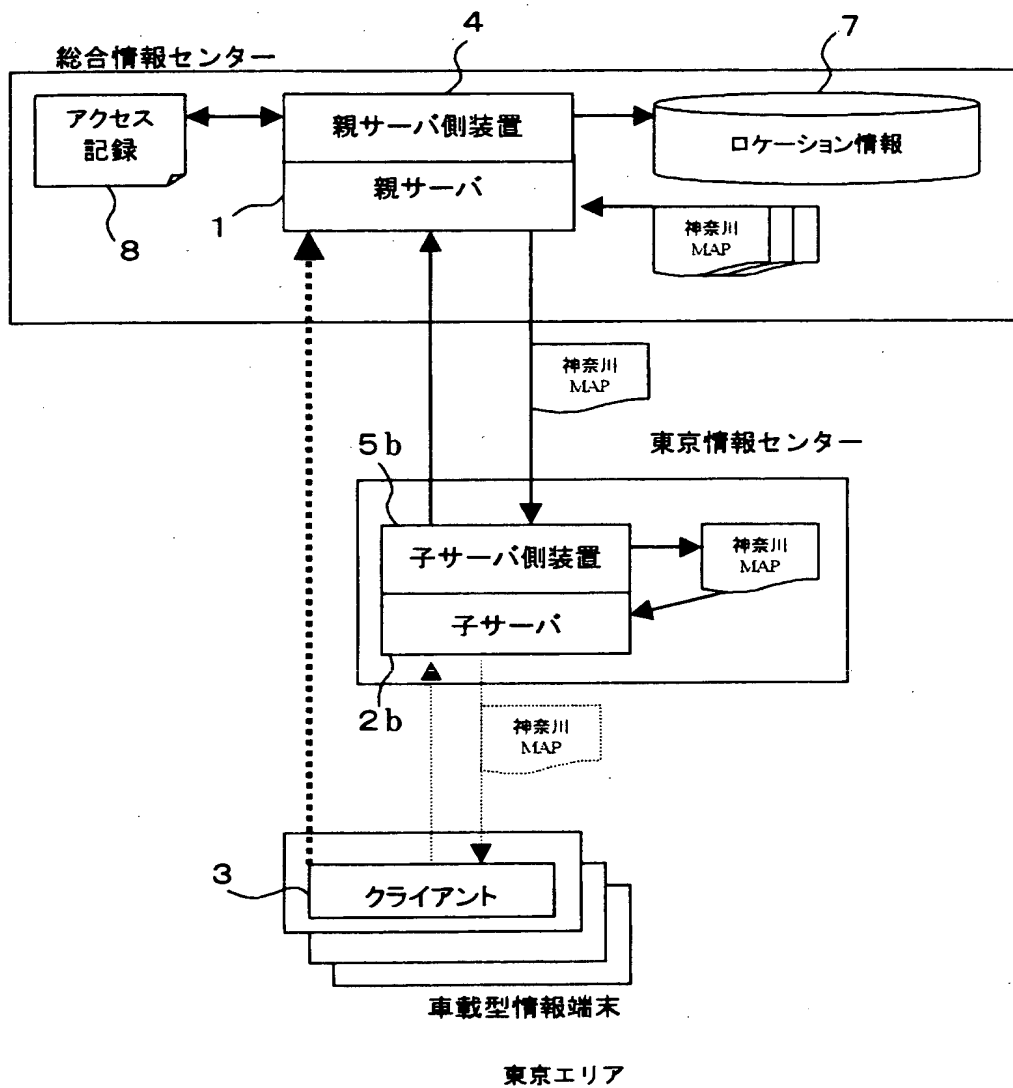 4
7
総合情報センター
アクセス
記録
親サーバ側装置
親サーバ
ロケーション情報
1
8
神奈川
MAP
神奈川
MAP
東京情報センター
5b
子サーバ側装置
子サーバ
神奈川
MAP
2b
神奈川
MAP
3
クライアント
車載型情報端末
東京エリア